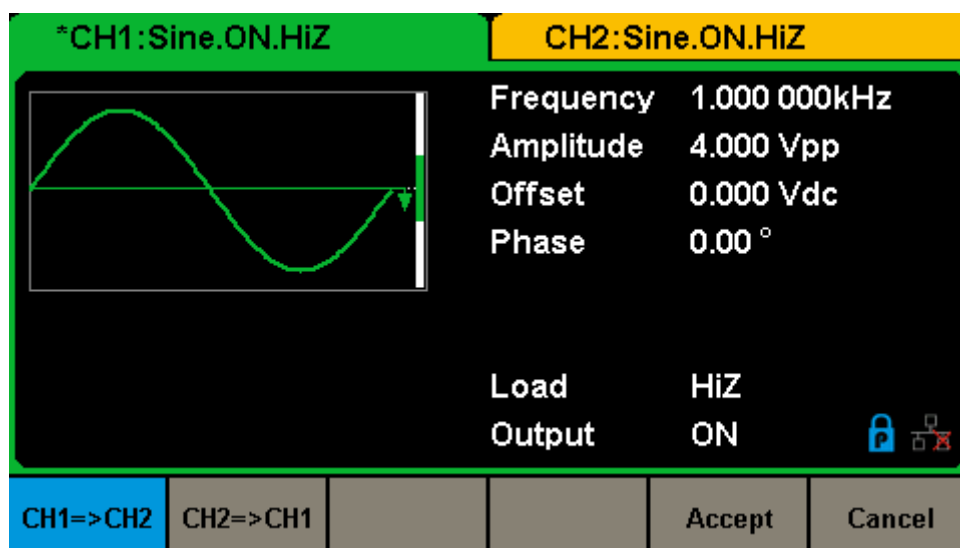 *CH1:Sine.ON.HiZ CH2:Sine.ON.HiZ
Frequency 1.000 000kHz
Amplitude 4.000 Vpp
Offset 0.000 Vdc
Phase 0.00 °
Load HiZ
Output ON
P
CH1=>CH2 CH2=>CH1 Accept Cancel